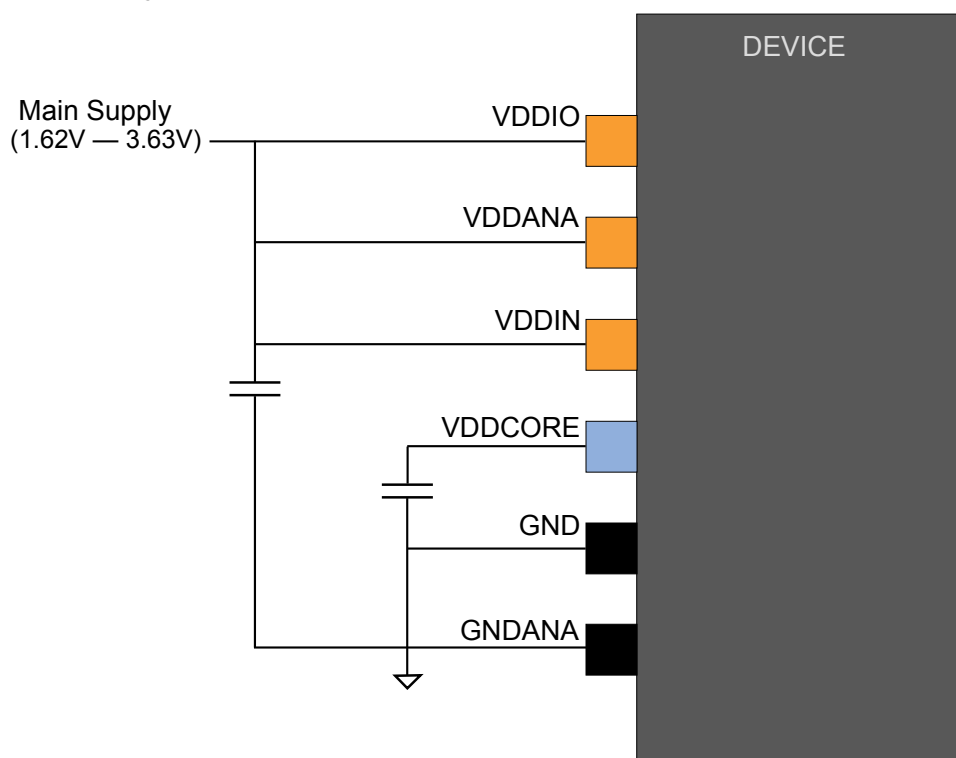 DEVICE
Main Supply
(1.62V — 3.63V)
VDDIO
VDDANA
VDDIN
VDDCORE
GND
GNDANA